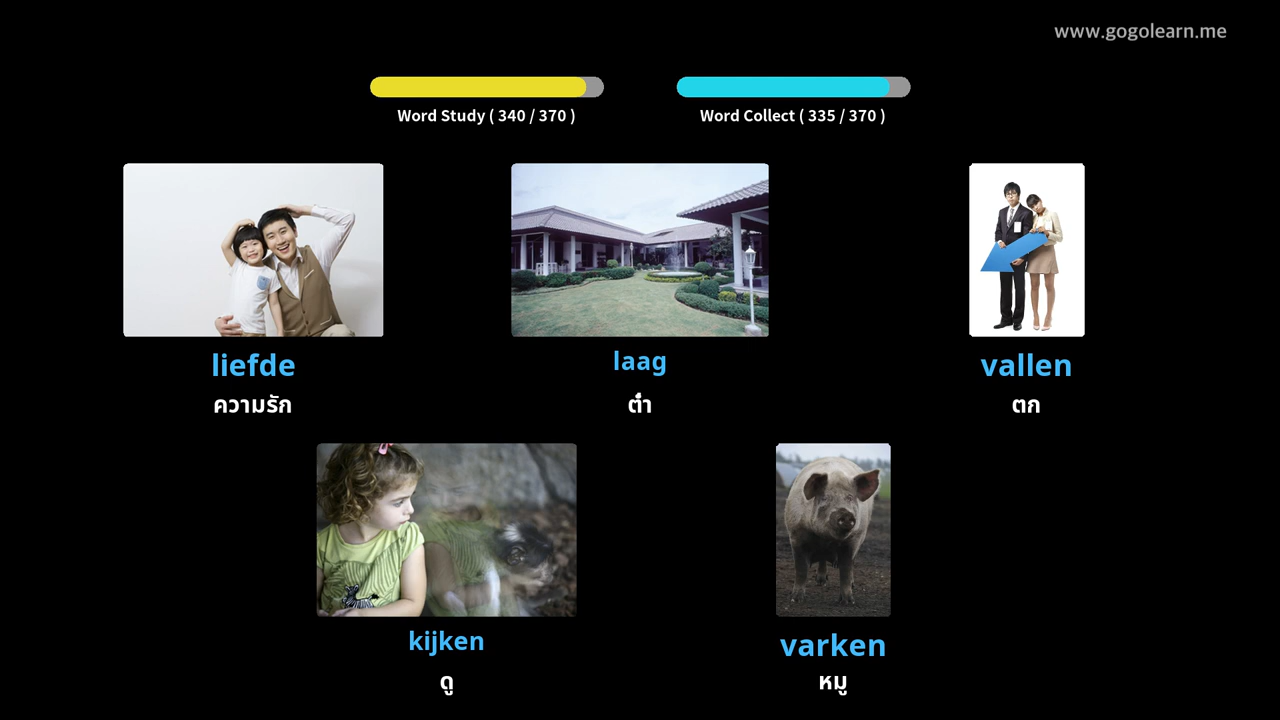 www.gogolearn.me
Word Study ( 340 / 370 )
Word Collect ( 335 / 370 )
liefde
laag
vallen
ความรัก
ต่ำ
ตก
kijken
varken
ดู
หมู